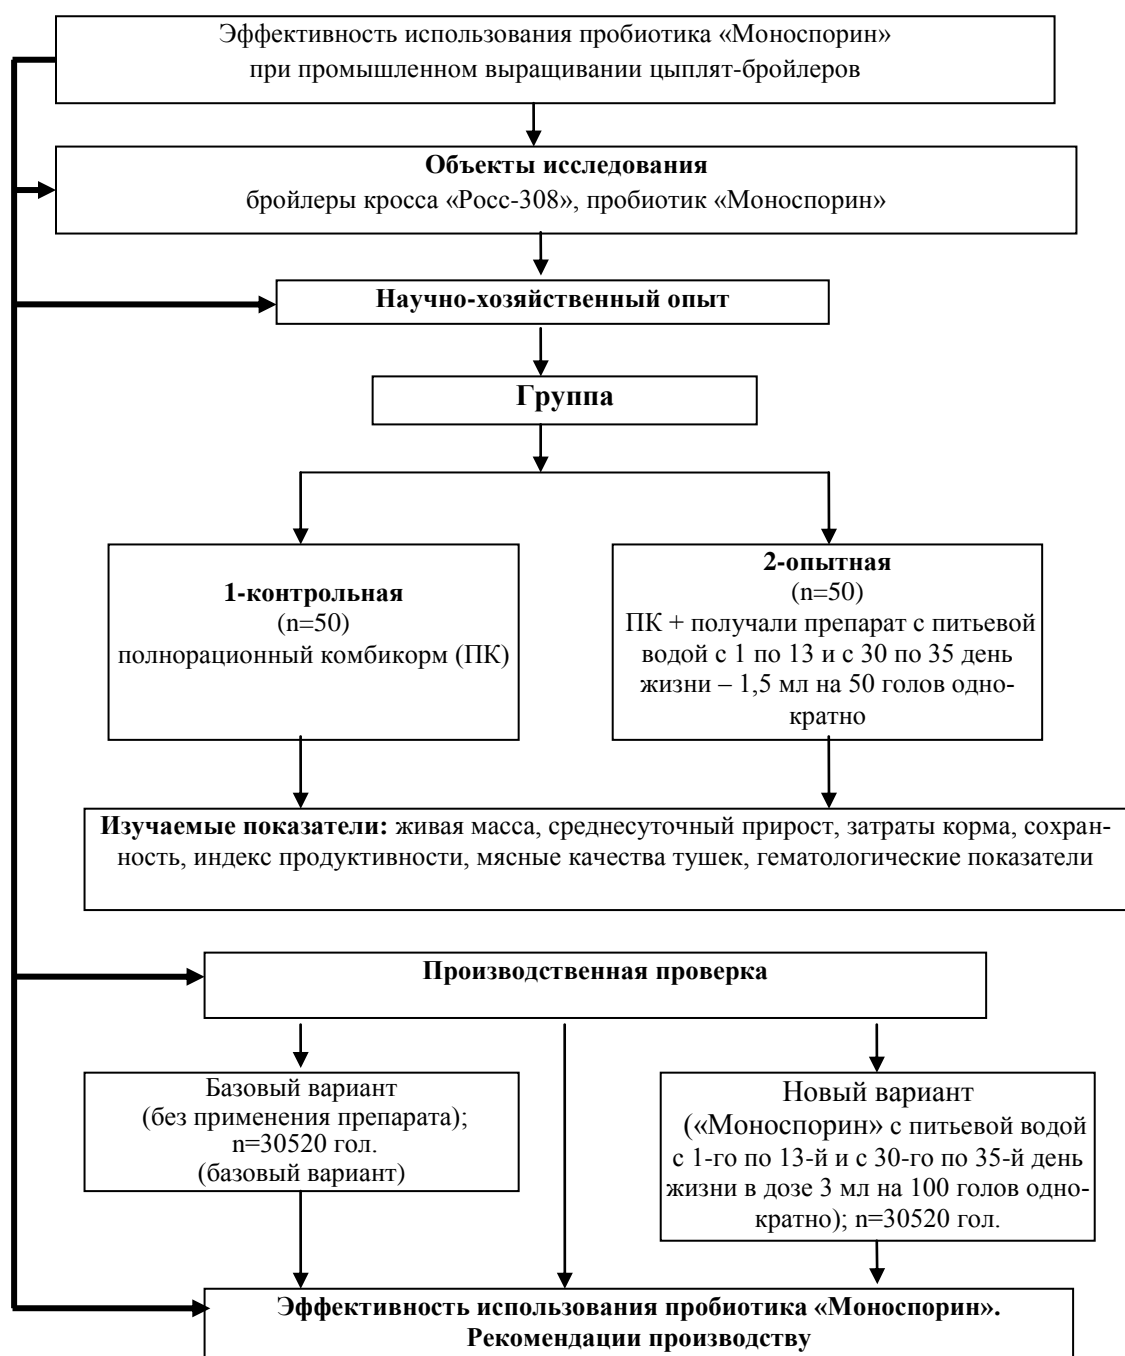 Эффективность использования пробиотика «Моноспорин»
при промышленном выращивании цыплят-бройлеров
Объекты исследования
бройлеры кросса «Росс-308», пробиотик «Моноспорин»
Научно-хозяйственный опыт
Группа
1-контрольная
(n=50)
полнорационный комбикорм (ПК)
2-опытная
(n=50)
ПК + получали препарат с питьевой
водой с 1 по 13 и с 30 по 35 день
жизни – 1,5 мл на 50 голов одно-
кратно
Изучаемые показатели: живая масса, среднесуточный прирост, затраты корма, сохран-
ность, индекс продуктивности, мясные качества тушек, гематологические показатели
Производственная проверка
Базовый вариант
(без применения препарата);
n=30520 гол.
(базовый вариант)
Новый вариант
(«Моноспорин» с питьевой водой
с 1-го по 13-й и с 30-го по 35-й день
жизни в дозе 3 мл на 100 голов одно-
кратно); n=30520 гол.
Эффективность использования пробиотика «Моноспорин».
Рекомендации производству